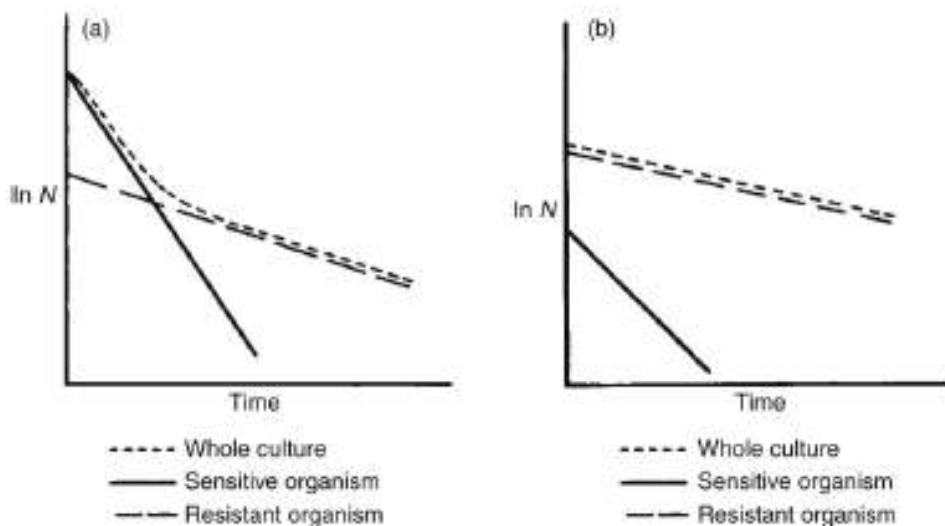 (a)
ln N
Time
Whole culture
Sensitive organism
Resistant organism
(b)
ln N
Time
Whole culture
Sensitive organism
Resistant organism